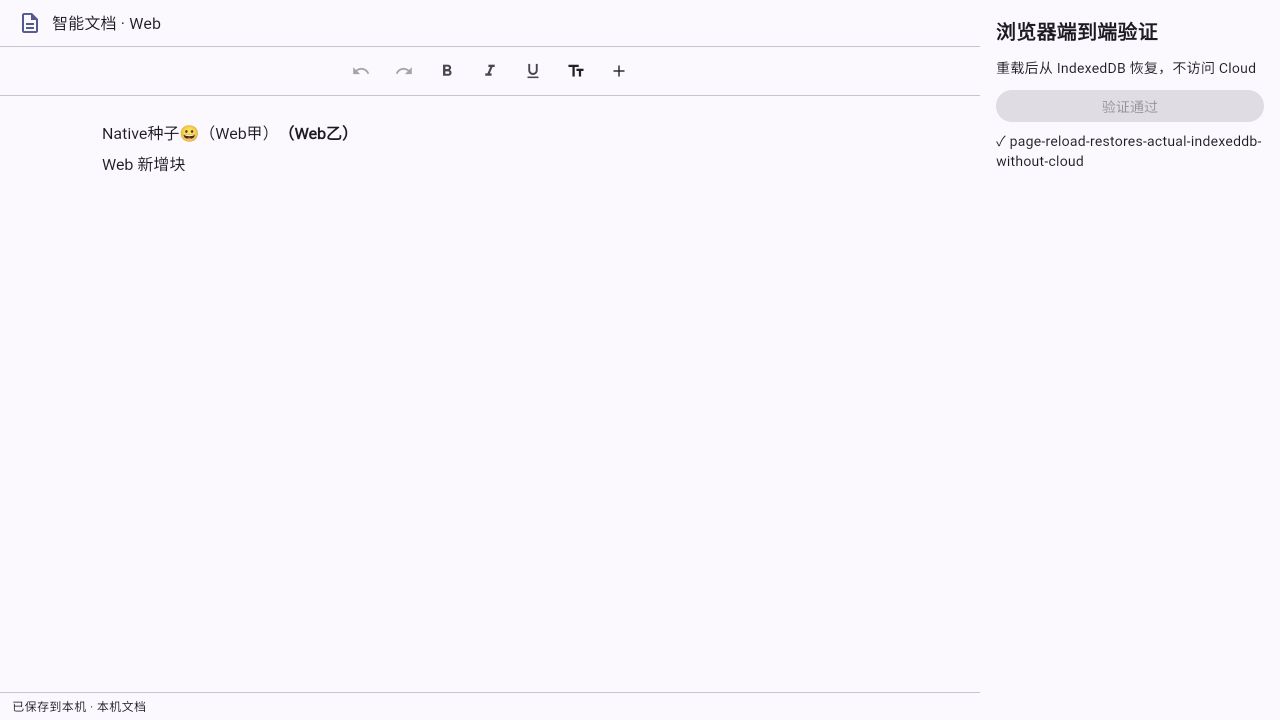 智能文档 · Web
B I U Tt +
Native种子😀（Web甲）（Web乙）
Web 新增块
已保存到本机 · 本机文档
浏览器端到端验证
重载后从 IndexedDB 恢复，不访问 Cloud
验证通过
✓ page-reload-restores-actual-indexeddb-
without-cloud